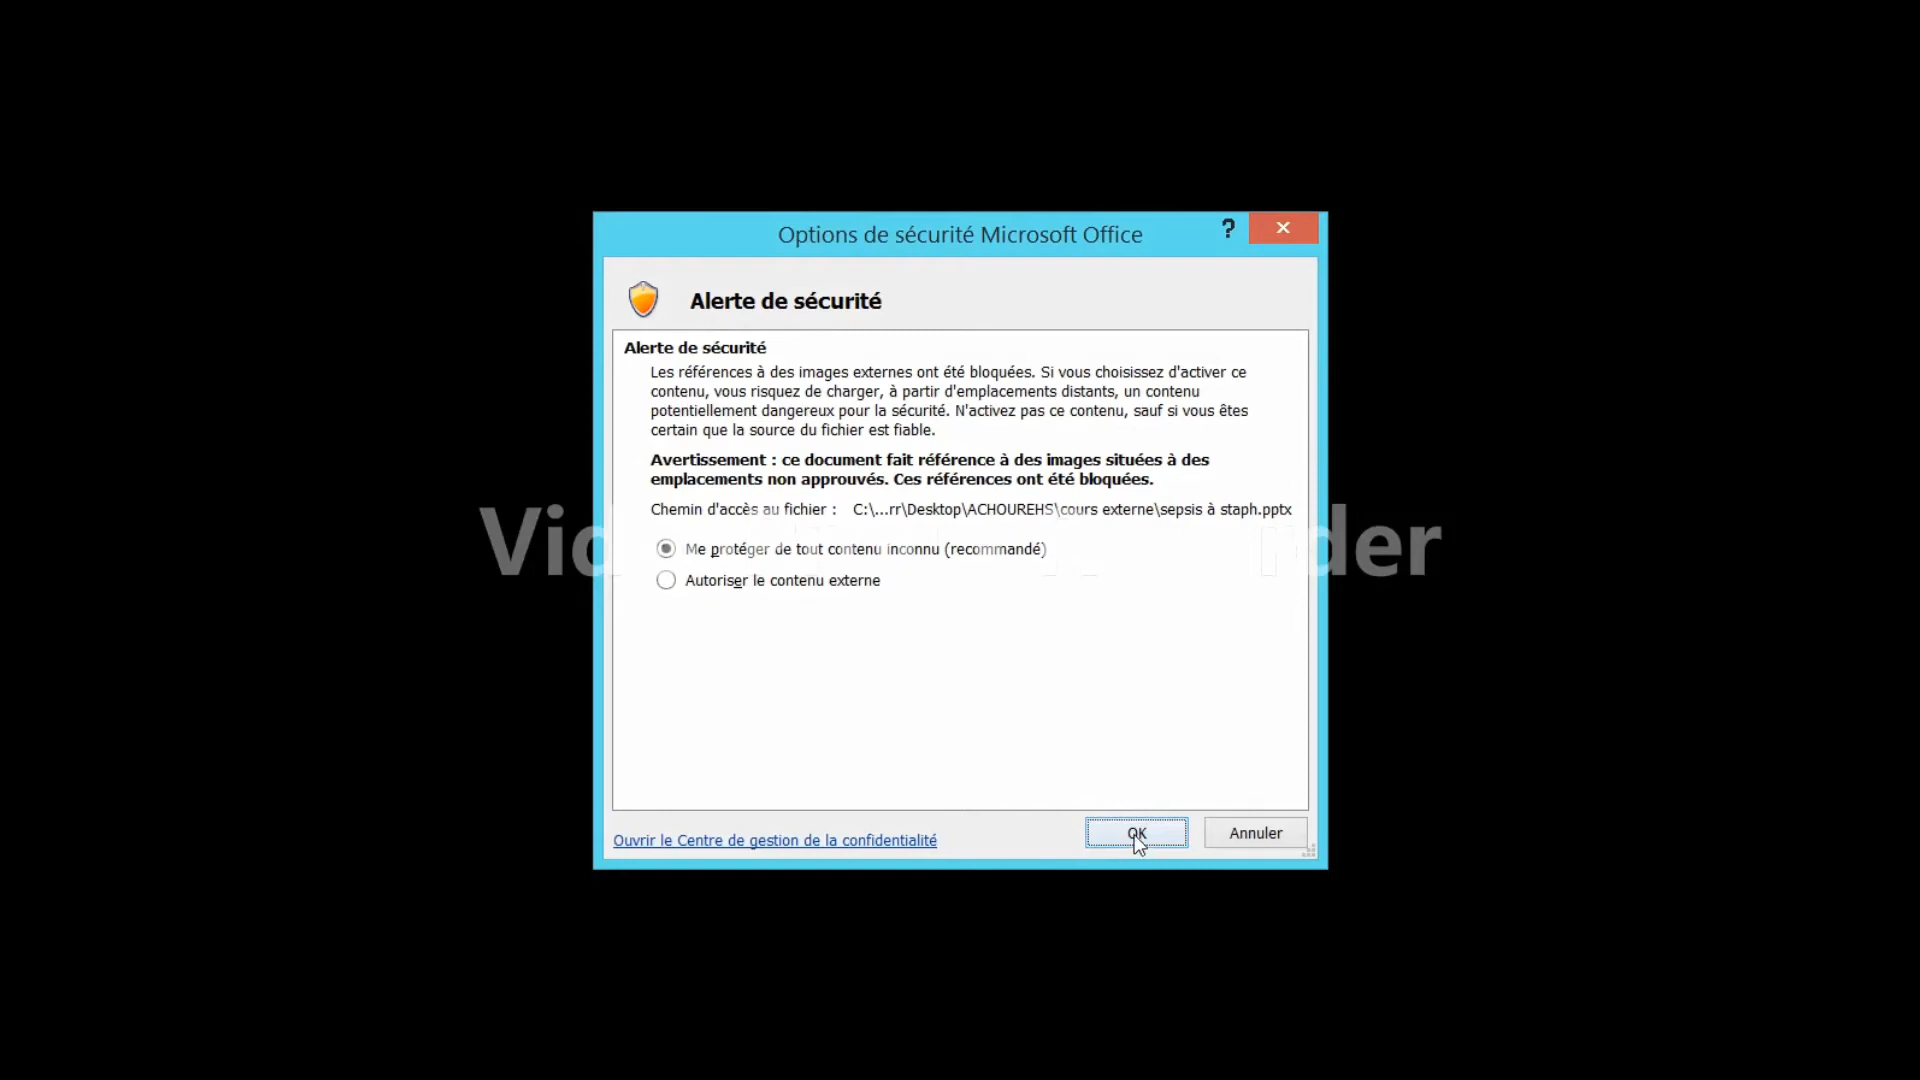 Options de sécurité Microsoft Office
?
Alerte de sécurité
Alerte de sécurité
Les références à des images externes ont été bloquées. Si vous choisissez d'activer ce
contenu, vous risquez de charger, à partir d'emplacements distants, un contenu
potentiellement dangereux pour la sécurité. N'activez pas ce contenu, sauf si vous êtes
certain que la source du fichier est fiable.
Avertissement : ce document fait référence à des images situées à des
emplacements non approuvés. Ces références ont été bloquées.
Chemin d'accès au fichier : C:\...rr\Desktop\ACHOUREHS\cours externe\sepsis à staph.pptx
Me protéger de tout contenu inconnu (recommandé)
Autoriser le contenu externe
Ouvrir le Centre de gestion de la confidentialité
OK
Annuler